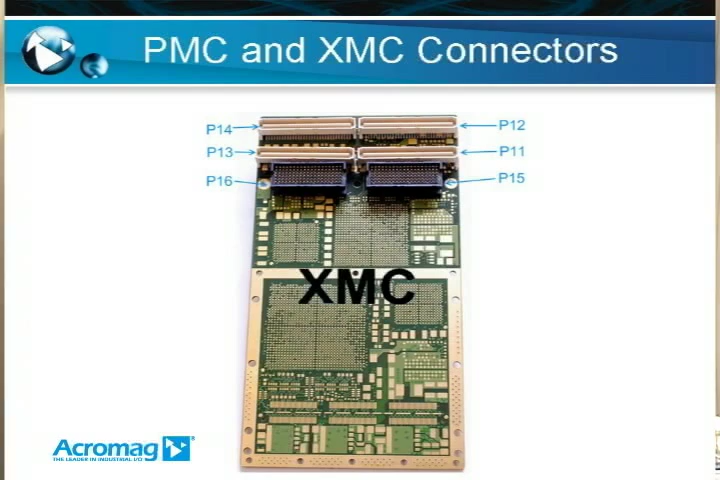 PMC and XMC Connectors
P14
P12
P13
P11
P16
P15
XMC
Acromag
THE LEADER IN INDUSTRIAL I/O